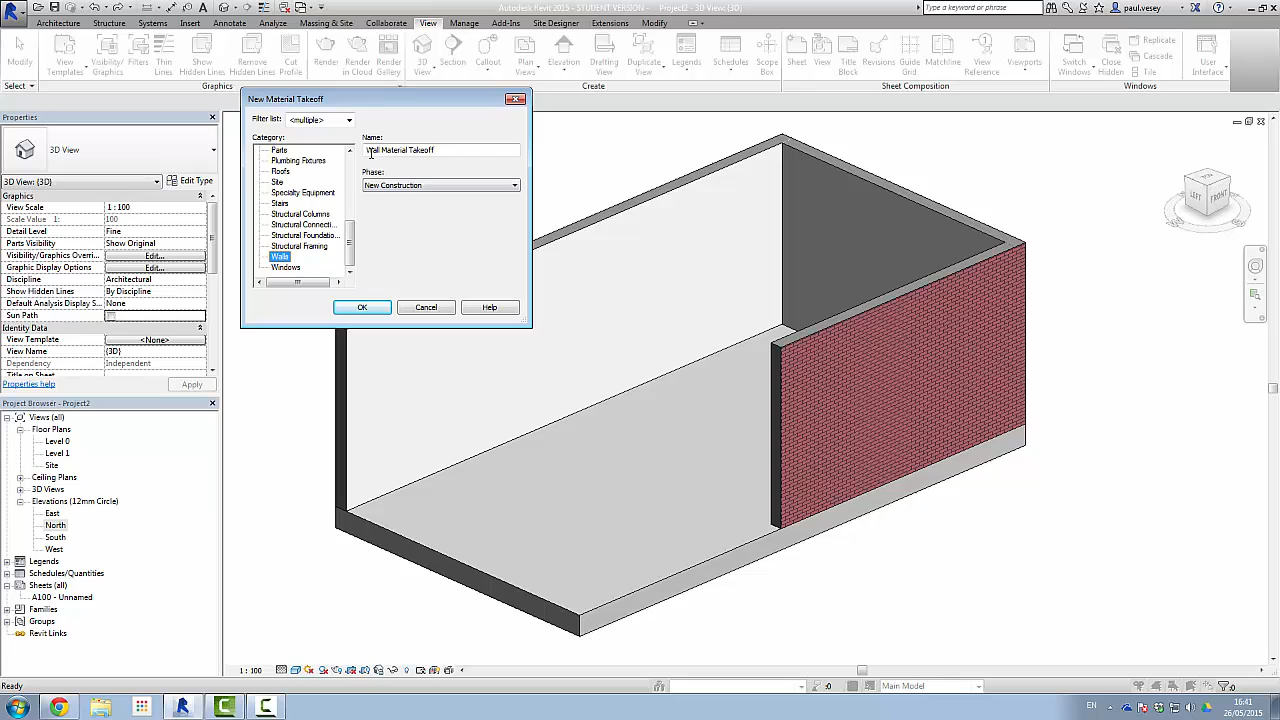 Autodesk Revit 2015 - STUDENT VERSION - Project2 - 3D View: {3D}
Type a keyword or phrase
paul.vesey
Architecture Structure Systems Insert Annotate Analyze Massing & Site Collaborate View Manage Add-Ins Site Designer Extensions Modify
Modify
View Templates
Visibility/ Graphics
Filters
Thin Lines
Show Hidden Lines
Remove Hidden Lines
Cut Profile
Render
Render in Cloud
Render Gallery
3D View
Section
Callout
Plan Views
Elevation
Drafting View
Duplicate View
Legends
Schedules
Scope Box
Sheet
View
Title Block
Revisions
Guide Grid
Matchline
View Reference
Viewports
Switch Windows
Close Hidden
Replicate
Cascade
Tile
User Interface
Select
Graphics
Create
Sheet Composition
Windows
Properties
3D View
3D View: {3D}
Edit Type
Graphics
View Scale 1 : 100
Scale Value 1: 100
Detail Level Fine
Parts Visibility Show Original
Visibility/Graphics Overri... Edit...
Graphic Display Options Edit...
Discipline Architectural
Show Hidden Lines By Discipline
Default Analysis Display S... None
Sun Path
Identity Data
View Template <None>
View Name {3D}
Dependency Independent
Title on Sheet
Properties help
Apply
Project Browser - Project2
Views (all)
Floor Plans
Level 0
Level 1
Site
Ceiling Plans
3D Views
Elevations (12mm Circle)
East
North
South
West
Legends
Schedules/Quantities
Sheets (all)
A100 - Unnamed
Families
Groups
Revit Links
New Material Takeoff
Filter list: <multiple>
Category:
Parts
Plumbing Fixtures
Roofs
Site
Specialty Equipment
Stairs
Structural Columns
Structural Connecti...
Structural Foundatio...
Structural Framing
Walls
Windows
Name:
Wall Material Takeoff
Phase:
New Construction
OK
Cancel
Help
TOP
LEFT
FRONT
1 : 100
Ready
:0
Main Model
:0
EN
16:41
26/05/2015